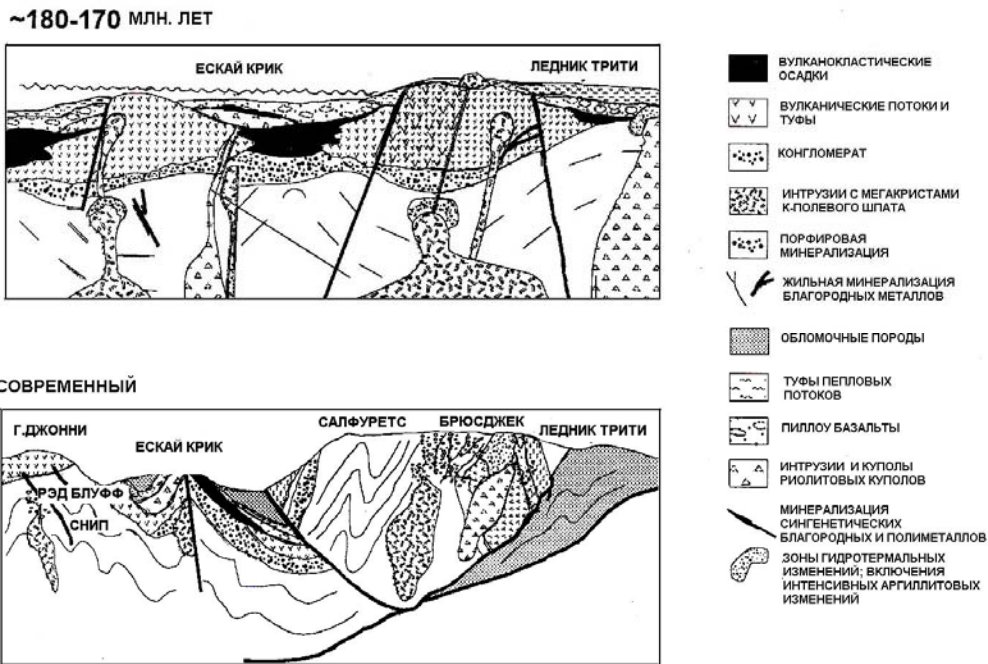 ~180-170 МЛН. ЛЕТ
ЕСКАЙ КРИК
ЛЕДНИК ТРИТИ
СОВРЕМЕННЫЙ
Г.ДЖОННИ
ЕСКАЙ КРИК
САЛФУРЕТС
БРЮСДЖЕК
ЛЕДНИК ТРИТИ
РЭД БЛУФФ
СНИП
ВУЛКАНОКЛАСТИЧЕСКИЕ
ОСАДКИ
ВУЛКАНИЧЕСКИЕ ПОТОКИ И
ТУФЫ
КОНГЛОМЕРАТ
ИНТРУЗИИ С МЕГАКРИСТАМИ
К-ПОЛЕВОГО ШПАТА
ПОРФИРОВАЯ
МИНЕРАЛИЗАЦИЯ
ЖИЛЬНАЯ МИНЕРАЛИЗАЦИЯ
БЛАГОРОДНЫХ МЕТАЛЛОВ
ОБЛОМОЧНЫЕ ПОРОДЫ
ТУФЫ ПЕПЛОВЫХ
ПОТОКОВ
ПИЛЛОУ БАЗАЛЬТЫ
ИНТРУЗИИ И КУПОЛЫ
РИОЛИТОВЫХ КУПОЛОВ
МИНЕРАЛИЗАЦИЯ
СИНГЕНЕТИЧЕСКИХ
БЛАГОРОДНЫХ И ПОЛИМЕТАЛЛОВ
ЗОНЫ ГИДРОТЕРМАЛЬНЫХ
ИЗМЕНЕНИЙ; ВКЛЮЧЕНИЯ
ИНТЕНСИВНЫХ АРГИЛЛИТОВЫХ
ИЗМЕНЕНИЙ